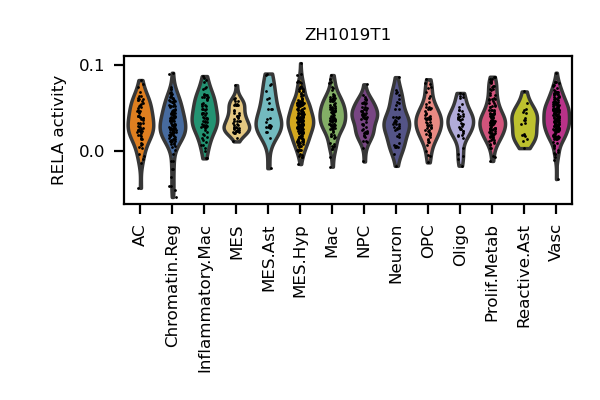 ZH1019T1
RELA activity
0.1
0.0
AC
Chromatin.Reg
Inflammatory.Mac
MES
MES.Ast
MES.Hyp
Mac
NPC
Neuron
OPC
Oligo
Prolif.Metab
Reactive.Ast
Vasc